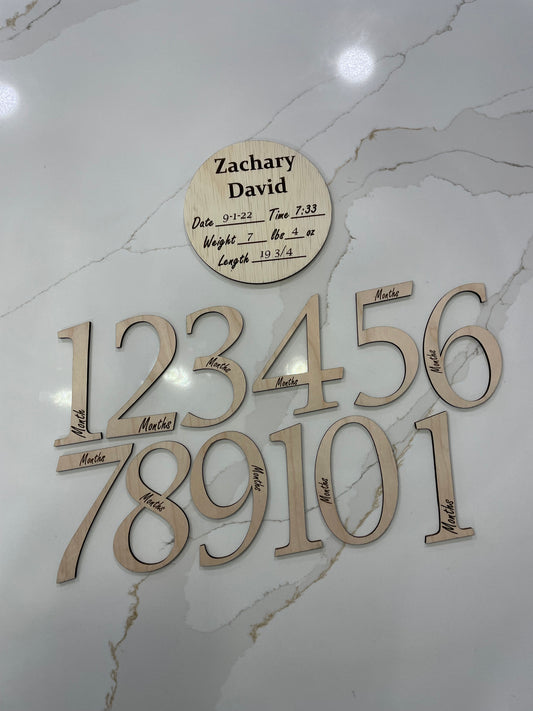 Zachary
David
Date 9-1-22 Time 7:33
Weight 7 lbs 4 oz
Length 19 3/4
1 2 3 4 5 6
Month Months Months Months Months Months
7 8 9 10 1
Months Months Months Months Months